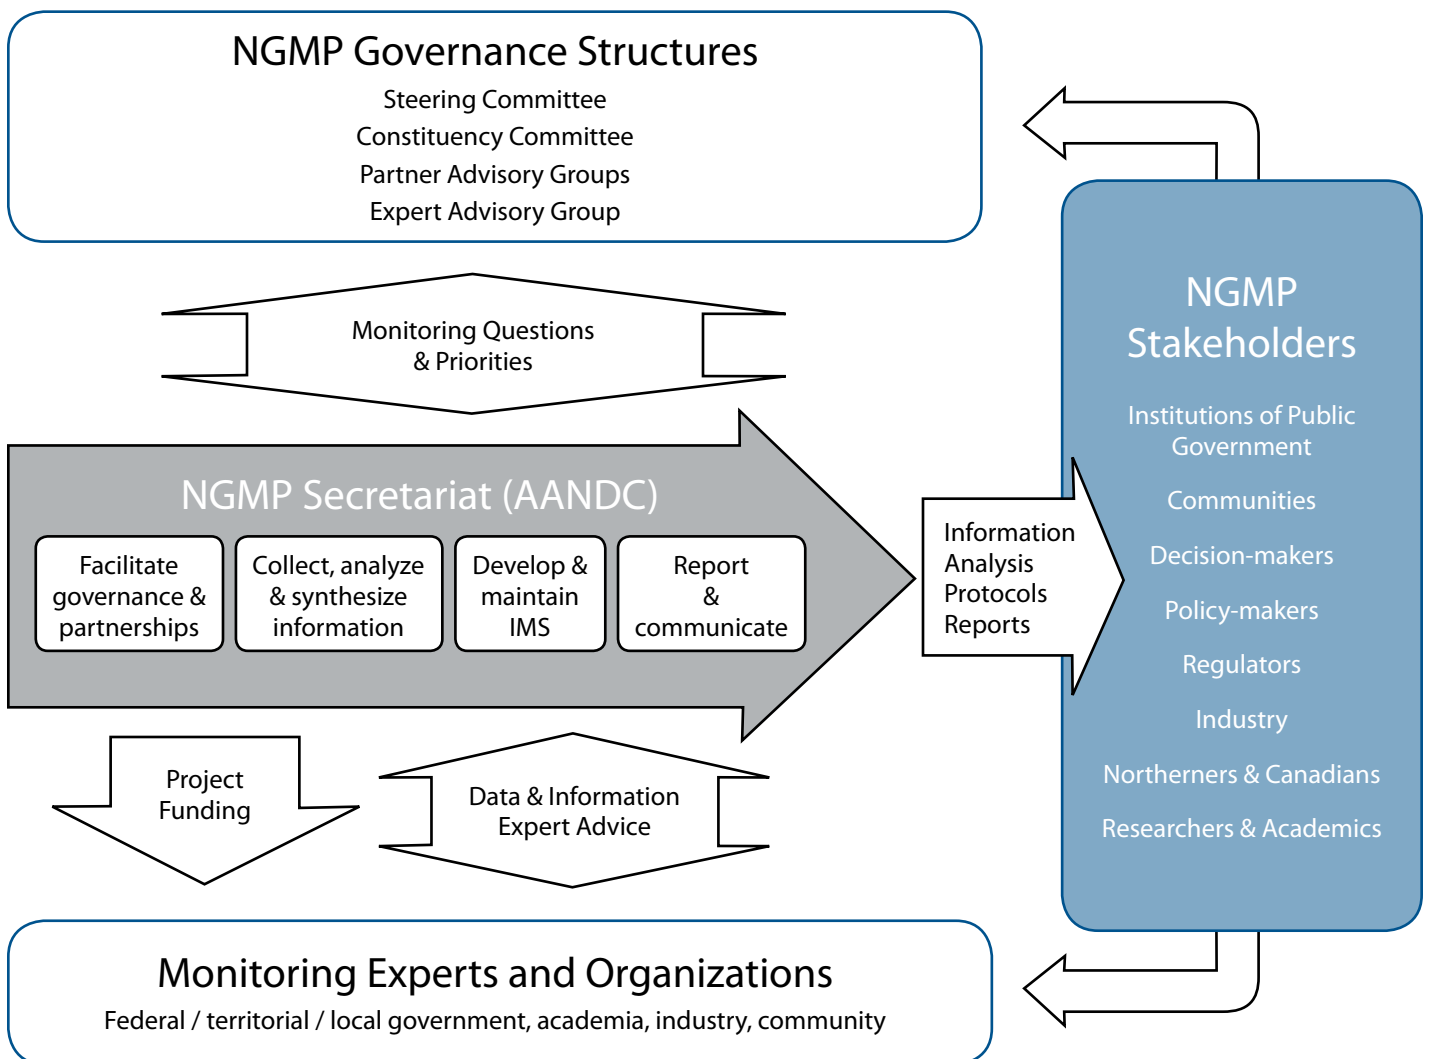 NGMP Governance Structures
Steering Committee
Constituency Committee
Partner Advisory Groups
Expert Advisory Group
Monitoring Questions
& Priorities
NGMP Secretariat (AANDC)
Facilitate
governance &
partnerships
Collect, analyze
& synthesize
information
Develop &
maintain
IMS
Report
&
communicate
Information
Analysis
Protocols
Reports
NGMP
Stakeholders
Institutions of Public
Government
Communities
Decision-makers
Policy-makers
Regulators
Industry
Northerners & Canadians
Researchers & Academics
Project
Funding
Data & Information
Expert Advice
Monitoring Experts and Organizations
Federal / territorial / local government, academia, industry, community